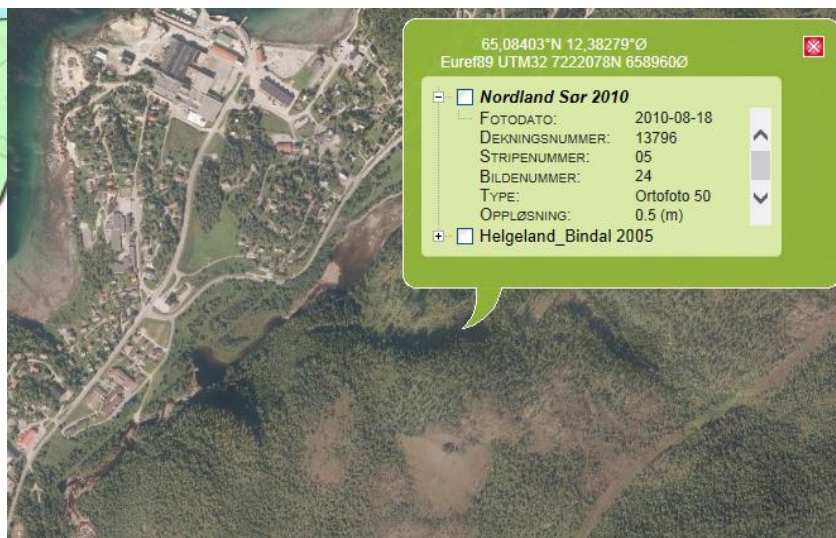 65,08403°N 12,38279°Ø
Euref89 UTM32 7222078N 658960Ø
Nordland Sør 2010
FOTODATO: 2010-08-18
DEKNINGSNUMMER: 13796
STRIPENUMMER: 05
BILDENUMMER: 24
TYPE: Ortofoto 50
OPPLØSNING: 0.5 (m)
Helgeland_Bindal 2005